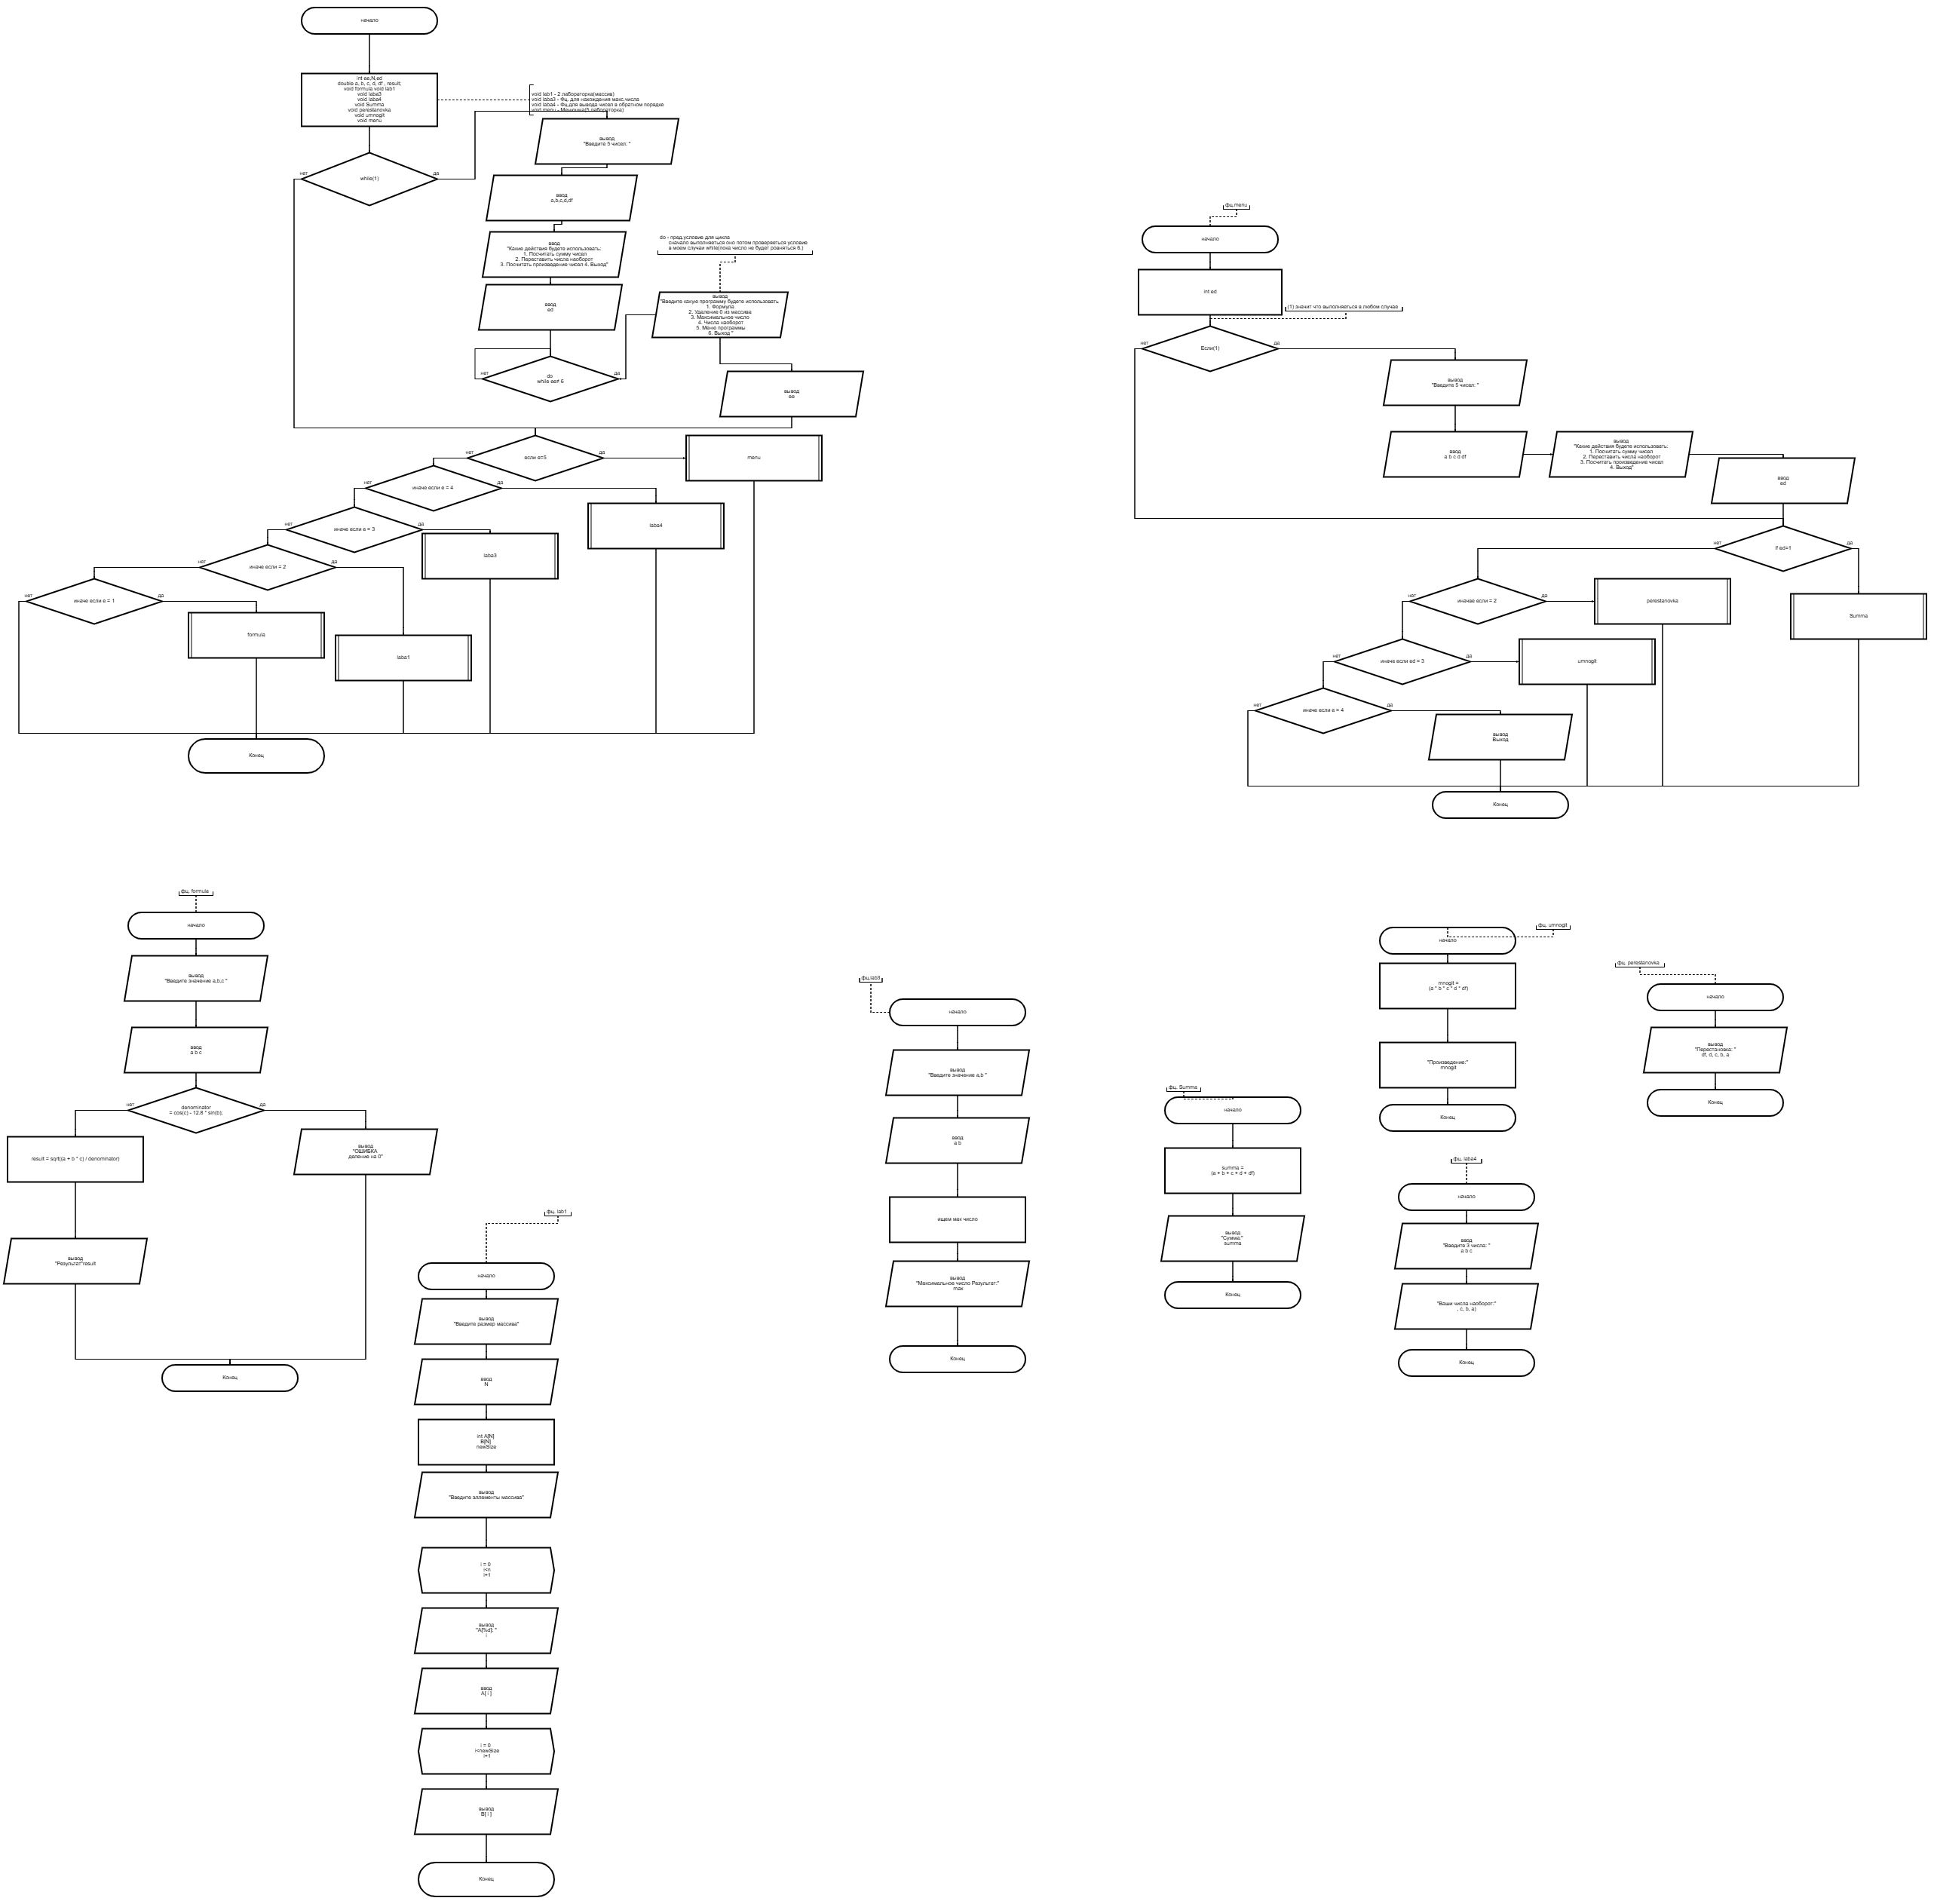 начало
int ee,N,ed
double a, b, c, d, df , result;
void formula void lab1
void laba3
void laba4
void Summa
void perestanovka
void umnogit
void menu
void lab1 - 2 лабораторка(массив)
void laba3 - Фц. для нахождения макс.числа
void laba4 - Фц для вывода чисел в обратном порядке
void menu - Менюшка(5 лабораторка)
вывод
"Введите 5 чисел: "
нет
while(1)
да
ввод
a,b,c,d,df
ввод
"Какие действия будете использовать:
1. Посчитать сумму чисел
2. Переставить числа наоборот
3. Посчитать произведение чисел 4. Выход"
do - пред условие для цикла
сначало выполняеться оно потом проверяеться условие
в моем случаи while(пока число не будет ровняться 6.)
ввод
ed
вывод
"Введите какую программу будете использовать
1. Формула
2. Удаление 0 из массива
3. Максимальное число
4. Числа наоборот
5. Меню программы
6. Выход "
нет
do
while ee≠ 6
да
вывод
ee
нет
если e=5
да
menu
нет
иначе если e = 4
да
laba4
нет
иначе если e = 3
да
laba3
нет
иначе если = 2
да
laba1
нет
иначе если e = 1
да
formula
Конец
фц menu
начало
int ed
(1) значит что выполняеться в любом случае
нет
Если(1)
да
вывод
"Введите 5 чисел: "
ввод
a b c d df
вывод
"Какие действия будете использовать:
1. Посчитать сумму чисел
2. Переставить числа наоборот
3. Посчитать произведение чисел
4. Выход"
ввод
ed
нет
if ed=1
да
Summa
нет
иначае если = 2
да
perestanovka
нет
иначе если ed = 3
да
umnogit
нет
иначе если e = 4
да
вывод
Выход
Конец
фц. formula
начало
вывод
"Введите значение a,b,c "
ввод
a b c
нет
denominator
= cos(c) - 12.8 * sin(b);
да
result = sqrt((a + b * c) / denominator)
вывод
"ОШИБКА
деление на 0"
вывод
"Результат"result
Конец
фц. lab1
начало
вывод
"Введите размер массива"
ввод
N
int A[N]
B[N]
newSize
вывод
"Введите эллементы массива"
i = 0
i<n
i+1
вывод
"A[%d]: "
i
ввод
A[ i ]
i = 0
i<newSize
i+1
вывод
B[ i ]
Конец
фц lab3
начало
вывод
"Введите значение a,b "
ввод
a b
ищем мах число
вывод
"Максимальное число Результат:"
max
Конец
фц. Summa
начало
summa =
(a + b + c + d + df)
вывод
"Сумма:"
summa
Конец
фц. umnogit
начало
mnogit =
(a * b * c * d * df)
"Произведение:"
mnogit
Конец
фц. perestanovka
начало
вывод
"Перестановка: "
df, d, c, b, a
Конец
фц. laba4
начало
ввод
"Введите 3 числа: "
a b c
"Ваши числа наоборот:"
, c, b, a)
Конец